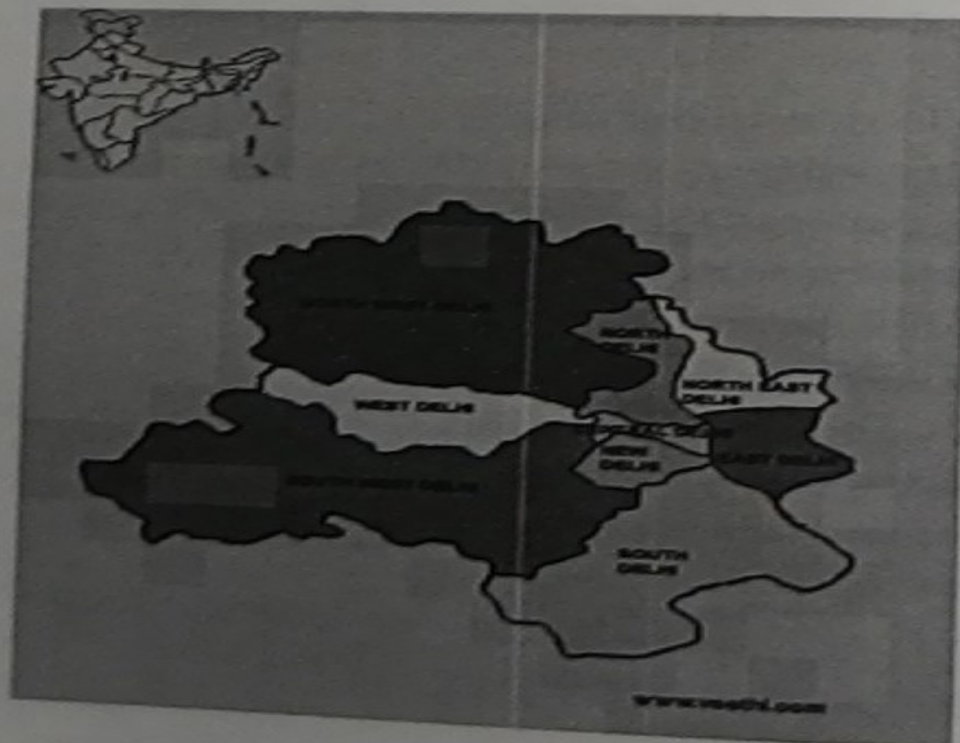 NORTH WEST DELHI
NORTH
DELHI
NORTH EAST
DELHI
WEST DELHI
CENTRAL DELHI
NEW
DELHI
EAST DELHI
SOUTH WEST DELHI
SOUTH
DELHI
www.veethi.com